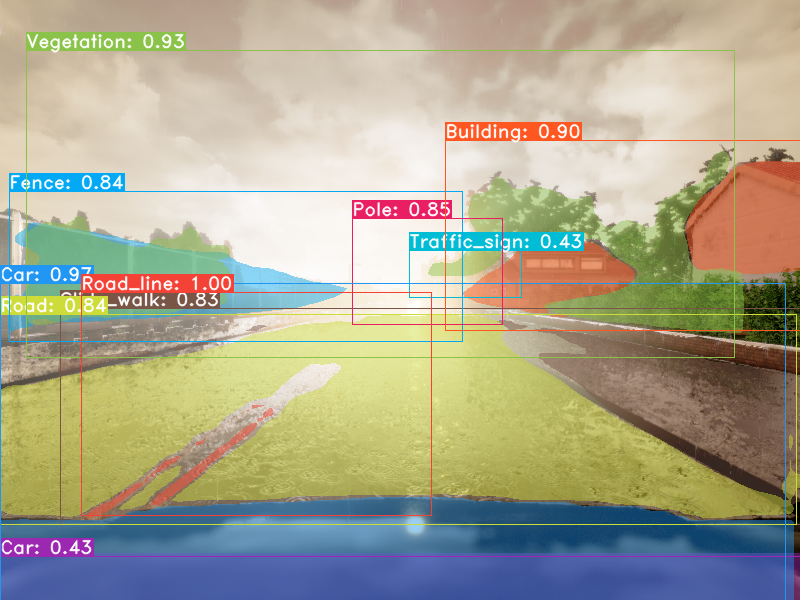 Vegetation: 0.93
Building: 0.90
Fence: 0.84
Pole: 0.85
Traffic_sign: 0.43
Car: 0.97
Road_line: 1.00
_walk: 0.83
Road: 0.84
Car: 0.43